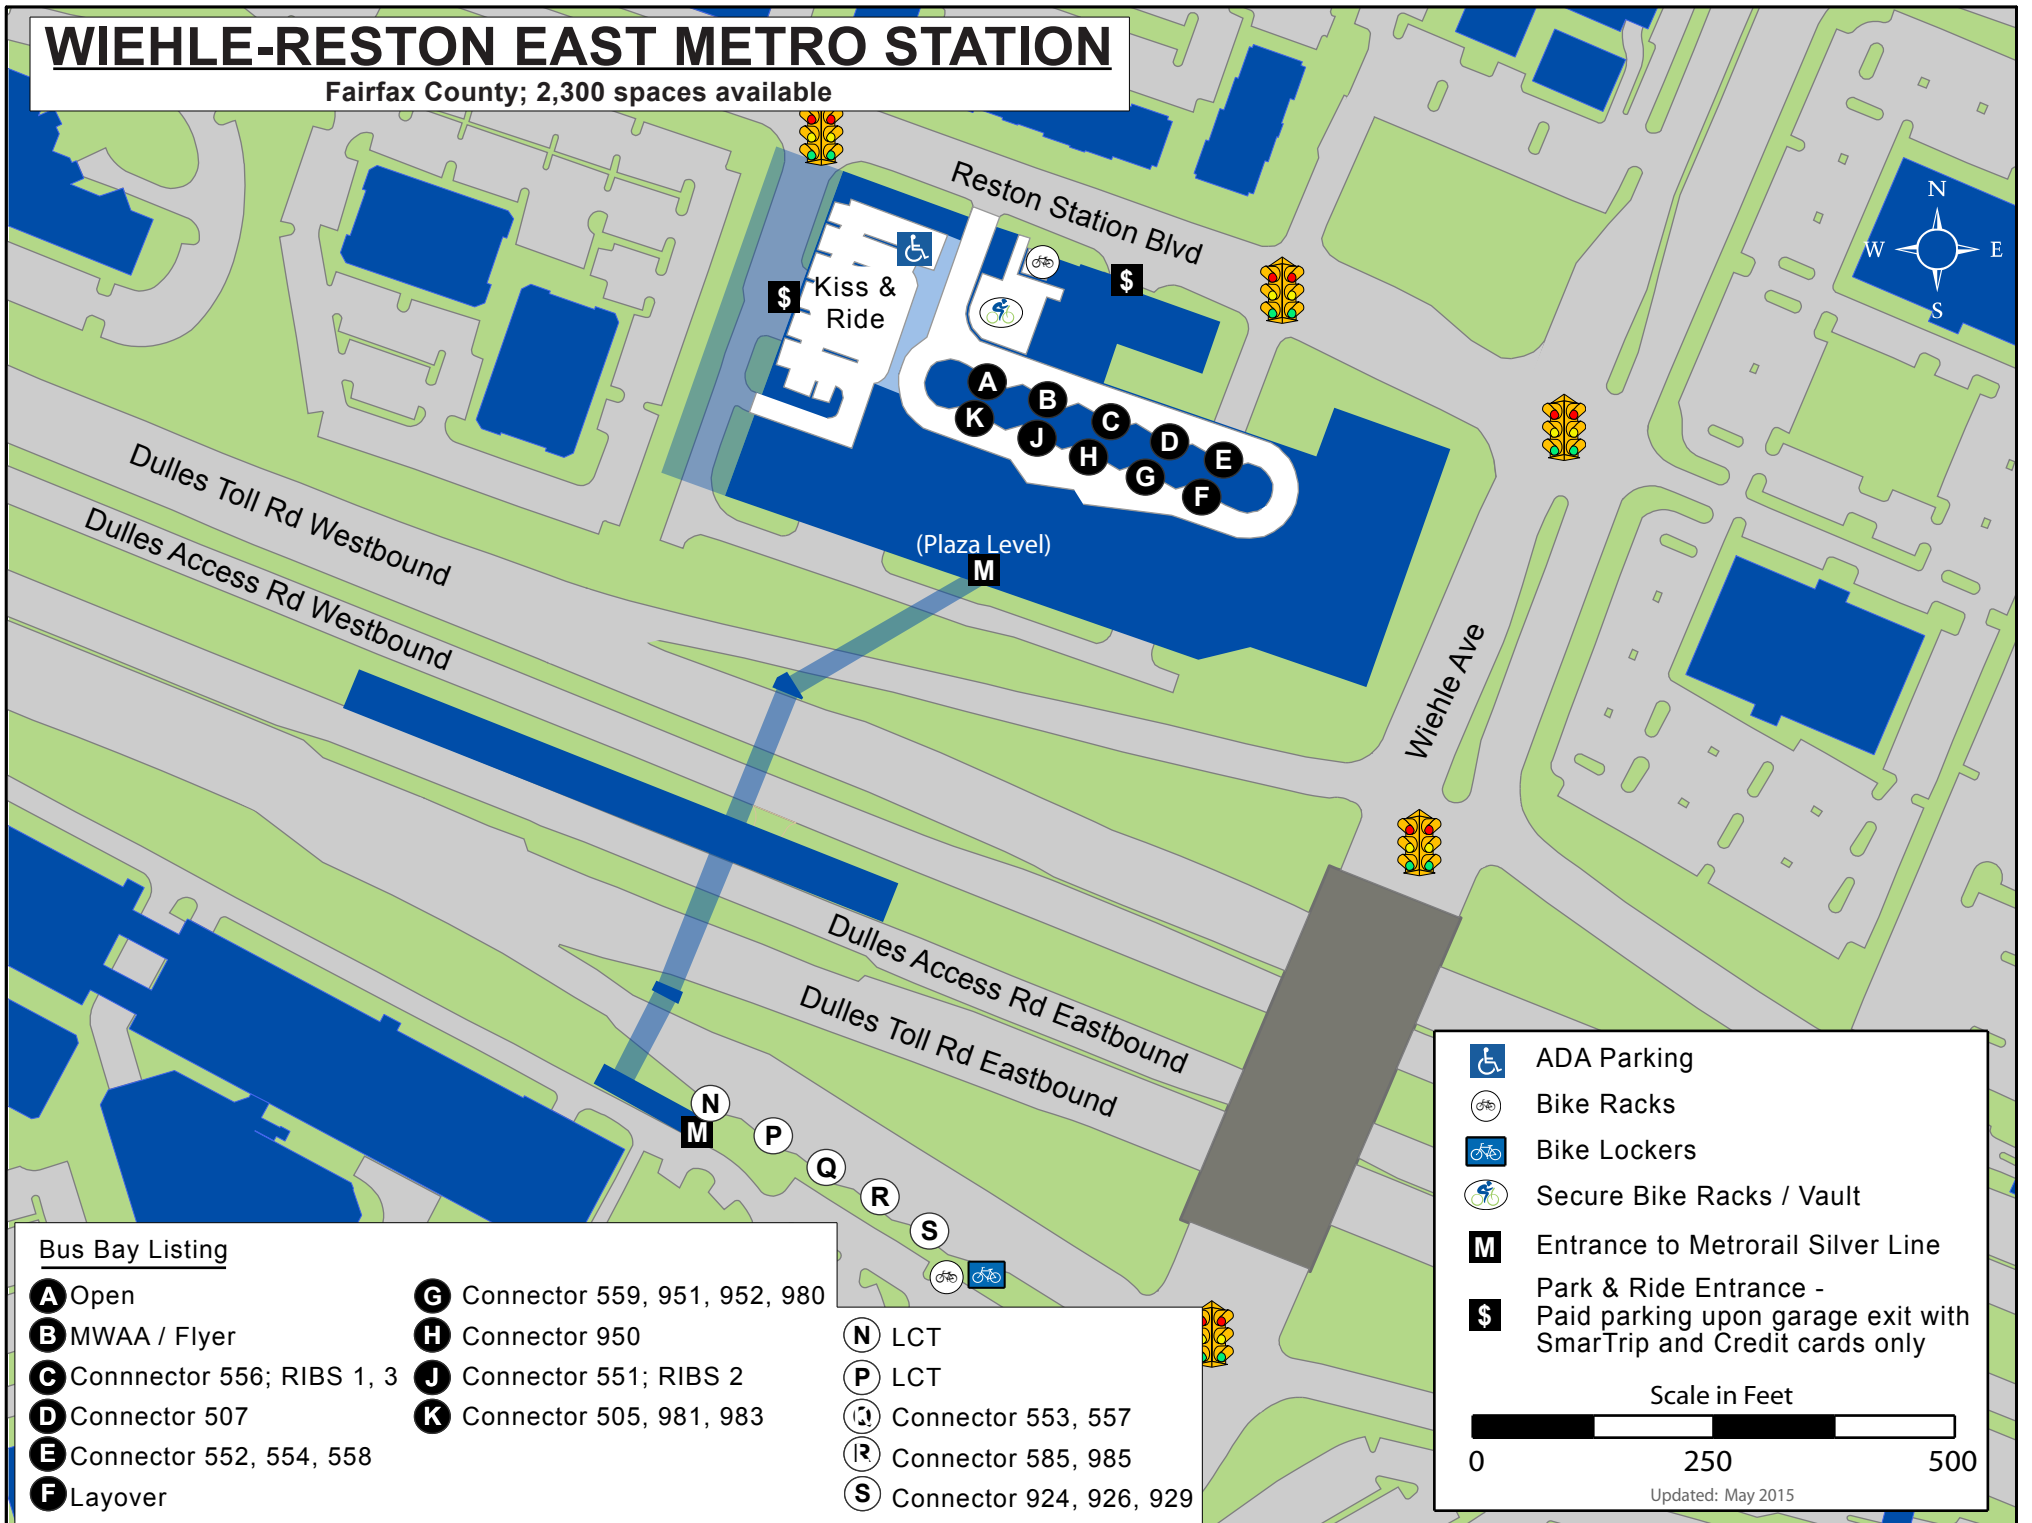 WIEHLE-RESTON EAST METRO STATION
Fairfax County; 2,300 spaces available
Reston Station Blvd
N
W
E
S
$
Kiss &
Ride
$
A
B
C
D
E
K
J
H
G
F
(Plaza Level)
M
Dulles Toll Rd Westbound
Dulles Access Rd Westbound
Wiehle Ave
Dulles Access Rd Eastbound
Dulles Toll Rd Eastbound
N
M
P
Q
R
S
Bus Bay Listing
A Open
B MWAA / Flyer
C Connnector 556; RIBS 1, 3
D Connector 507
E Connector 552, 554, 558
F Layover
G Connector 559, 951, 952, 980
H Connector 950
J Connector 551; RIBS 2
K Connector 505, 981, 983
N LCT
P LCT
Q Connector 553, 557
R Connector 585, 985
S Connector 924, 926, 929
ADA Parking
Bike Racks
Bike Lockers
Secure Bike Racks / Vault
M Entrance to Metrorail Silver Line
Park & Ride Entrance -
$ Paid parking upon garage exit with
SmarTrip and Credit cards only
Scale in Feet
0 250 500
Updated: May 2015